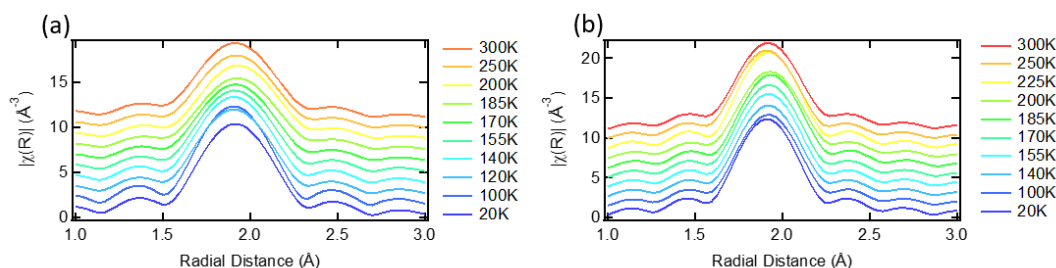 (a)
|χ(R)| (Å⁻³)
15
10
5
0
1.0 1.5 2.0 2.5 3.0
Radial Distance (Å)
300K
250K
200K
185K
170K
155K
140K
120K
100K
20K
(b)
|χ(R)| (Å⁻³)
20
15
10
5
0
1.0 1.5 2.0 2.5 3.0
Radial Distance (Å)
300K
250K
225K
200K
185K
170K
155K
140K
100K
20K